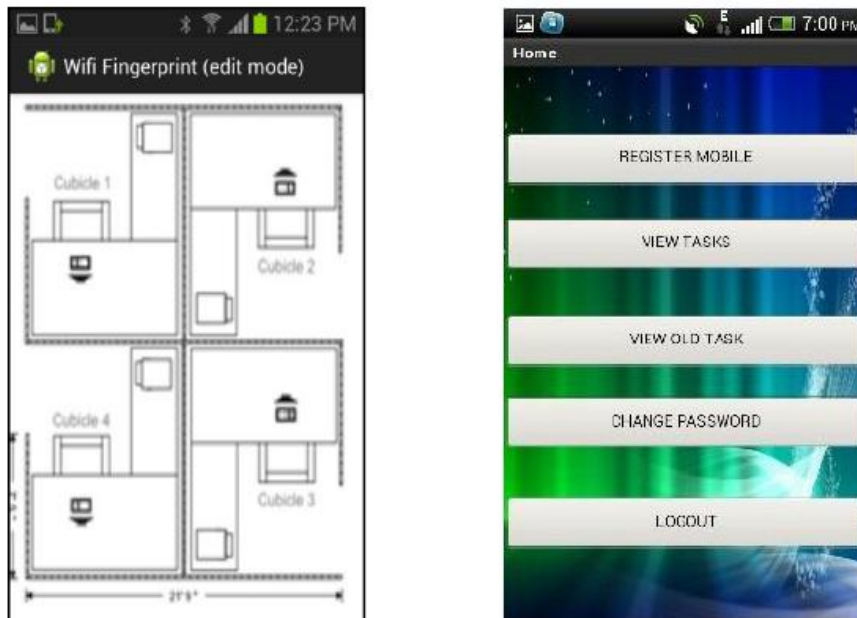 12:23 PM
Wifi Fingerprint (edit mode)
Cubicle 1
Cubicle 2
Cubicle 4
Cubicle 3
E
7:00 PM
Home
REGISTER MOBILE
VIEW TASKS
VIEW OLD TASK
CHANGE PASSWORD
LOGOUT